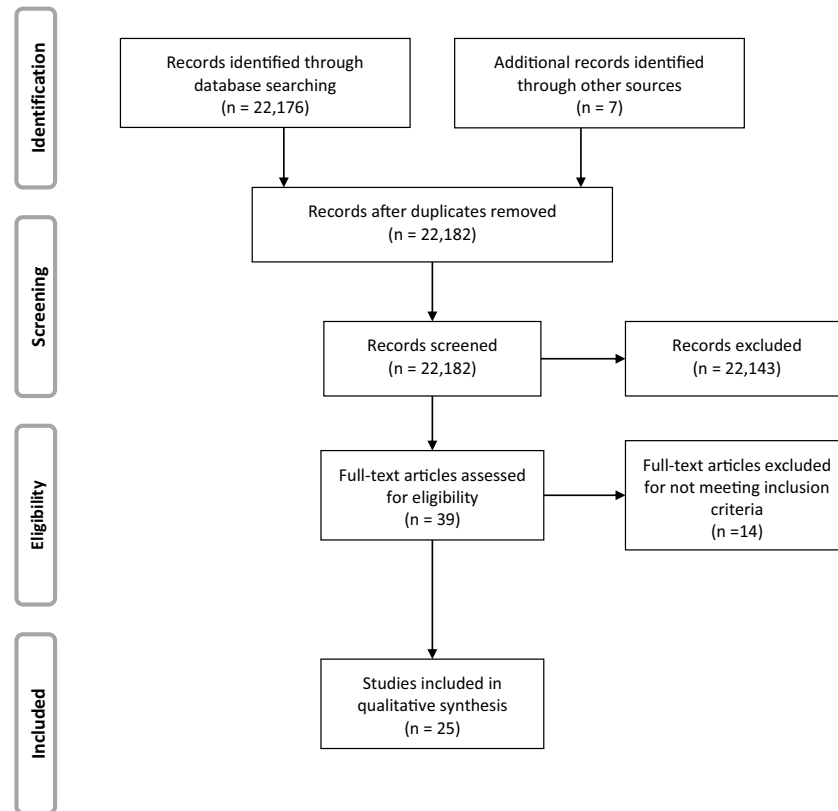 Identification
Records identified through
database searching
(n = 22,176)
Additional records identified
through other sources
(n = 7)
Screening
Records after duplicates removed
(n = 22,182)
Records screened
(n = 22,182)
Records excluded
(n = 22,143)
Eligibility
Full-text articles assessed
for eligibility
(n = 39)
Full-text articles excluded
for not meeting inclusion
criteria
(n =14)
Included
Studies included in
qualitative synthesis
(n = 25)